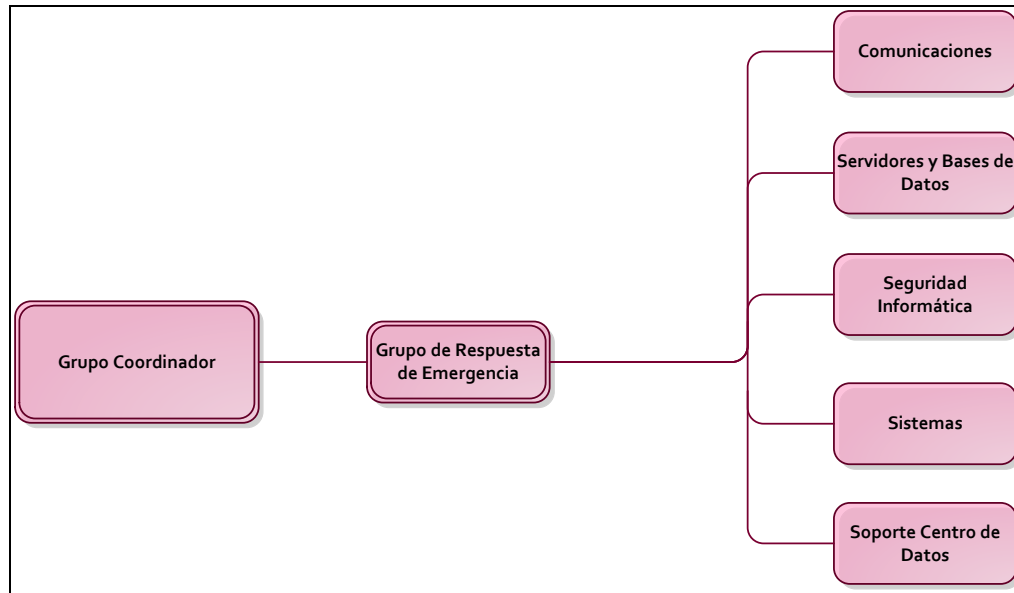 Grupo Coordinador
Grupo de Respuesta
de Emergencia
Comunicaciones
Servidores y Bases de
Datos
Seguridad
Informática
Sistemas
Soporte Centro de
Datos